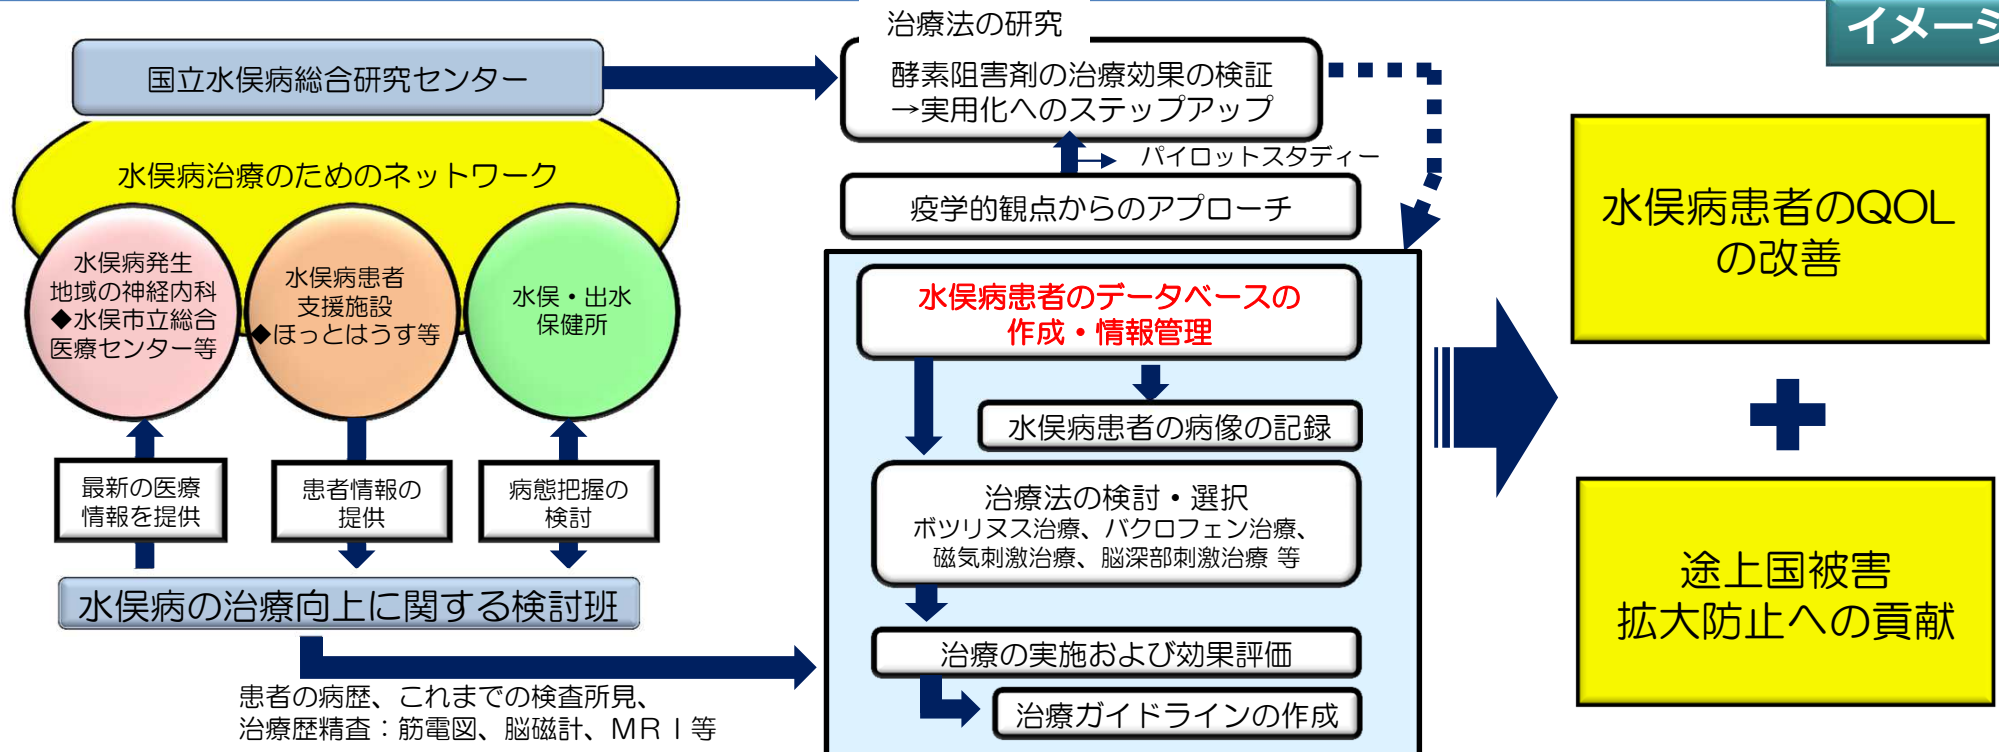 イメージ
国立水俣病総合研究センター
水俣病治療のためのネットワーク
水俣病発生
地域の神経内科
◆水俣市立総合
医療センター等
水俣病患者
支援施設
◆ほっとはうす等
水俣・出水
保健所
最新の医療
情報を提供
患者情報の
提供
病態把握の
検討
水俣病の治療向上に関する検討班
患者の病歴、これまでの検査所見、
治療歴精査：筋電図、脳磁計、ＭＲＩ等
治療法の研究
酵素阻害剤の治療効果の検証
→実用化へのステップアップ
パイロットスタディー
疫学的観点からのアプローチ
水俣病患者のデータベースの
作成・情報管理
水俣病患者の病像の記録
治療法の検討・選択
ボツリヌス治療、バクロフェン治療、
磁気刺激治療、脳深部刺激治療 等
治療の実施および効果評価
治療ガイドラインの作成
水俣病患者のQOL
の改善
途上国被害
拡大防止への貢献